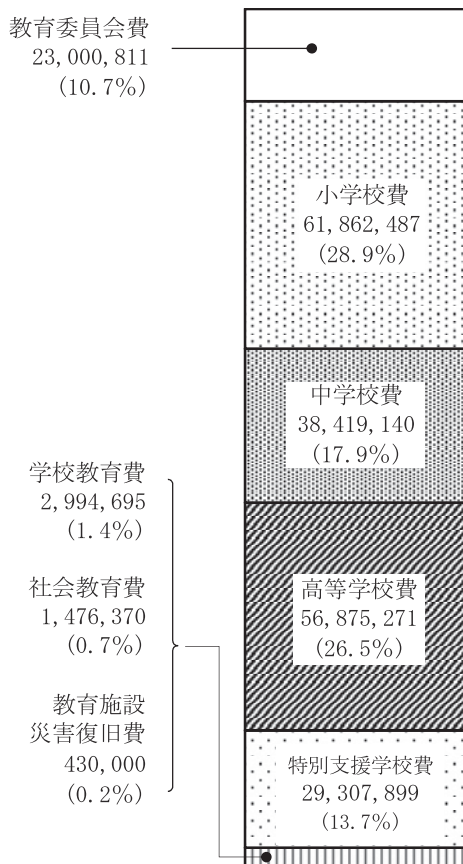 教育委員会費
23,000,811
(10.7%)
小学校費
61,862,487
(28.9%)
中学校費
38,419,140
(17.9%)
高等学校費
56,875,271
(26.5%)
特別支援学校費
29,307,899
(13.7%)
学校教育費
2,994,695
(1.4%)
社会教育費
1,476,370
(0.7%)
教育施設
災害復旧費
430,000
(0.2%)